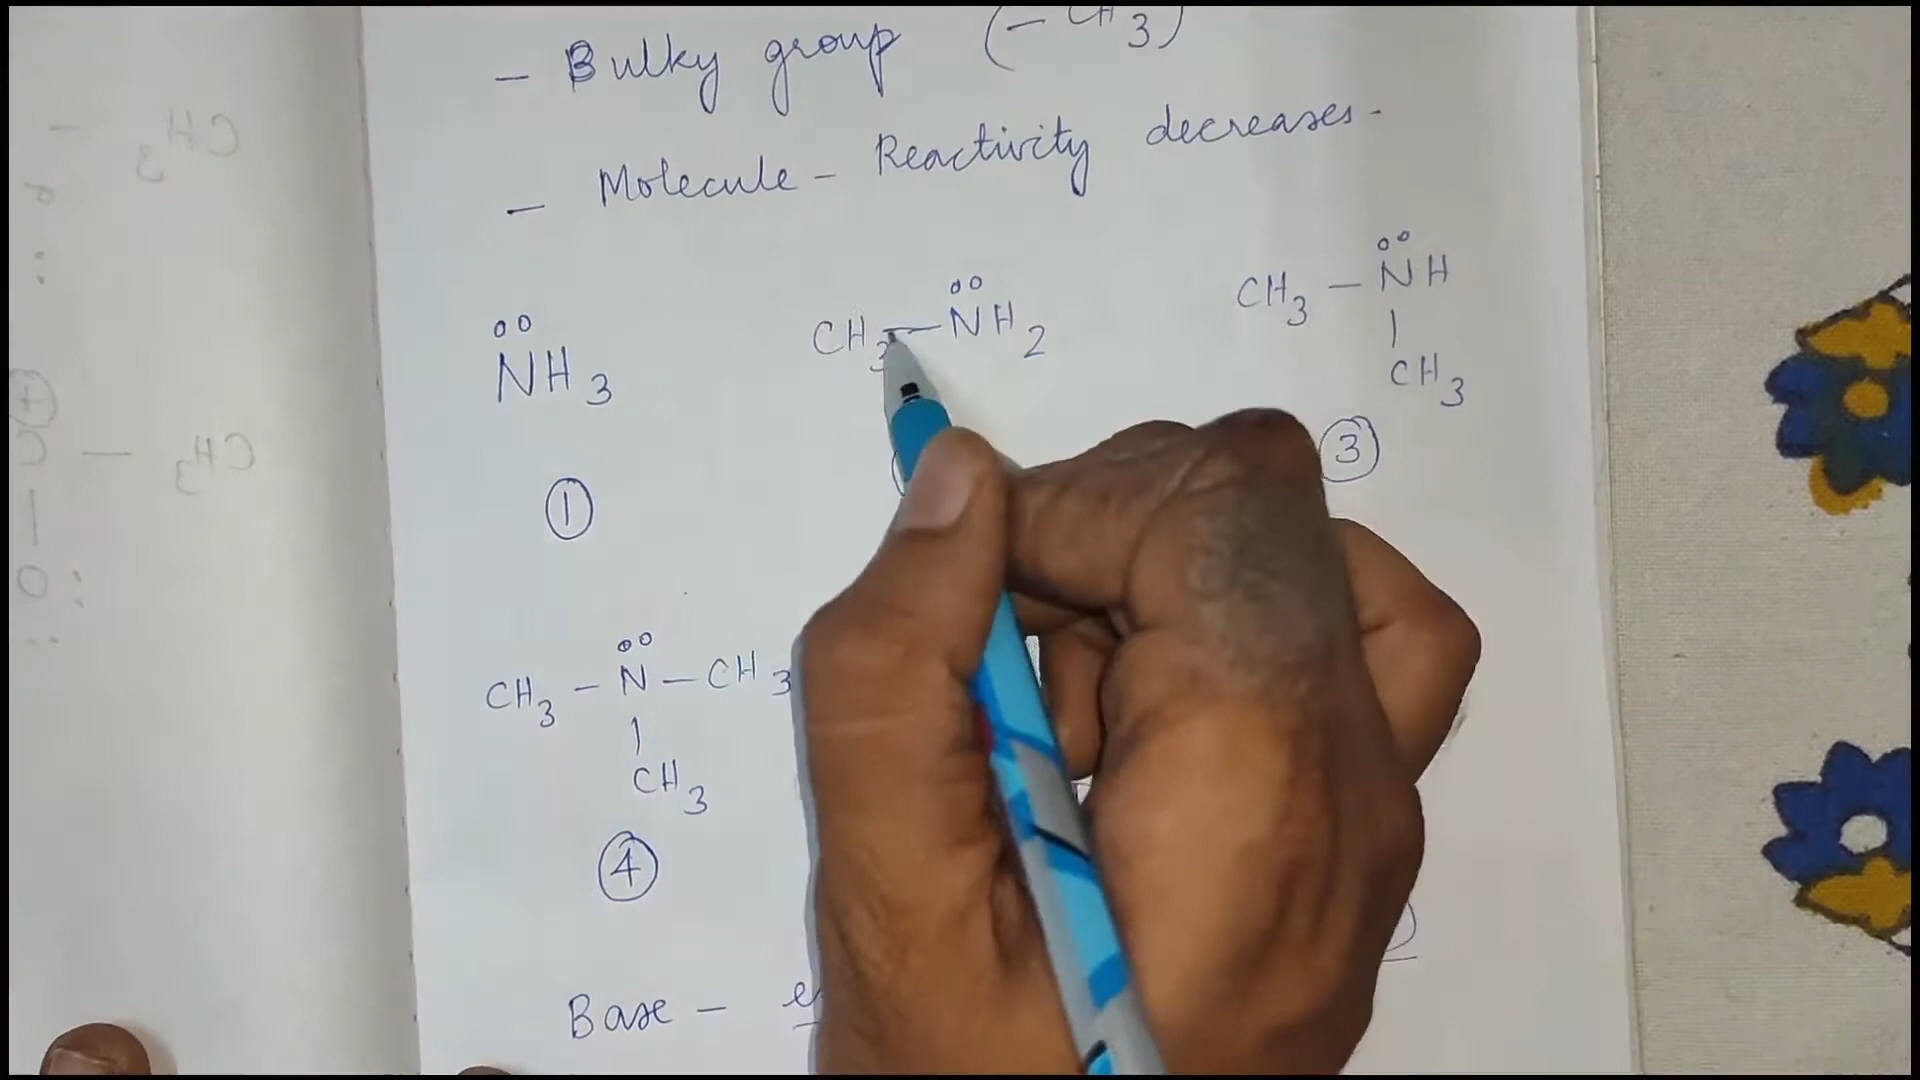 - Bulky group (- CH3)
- Molecule - Reactivity decreases.
NH3
CH3 — NH2
CH3 — NH
|
CH3
①
③
CH3 — N — CH3
|
CH3
④
Base —